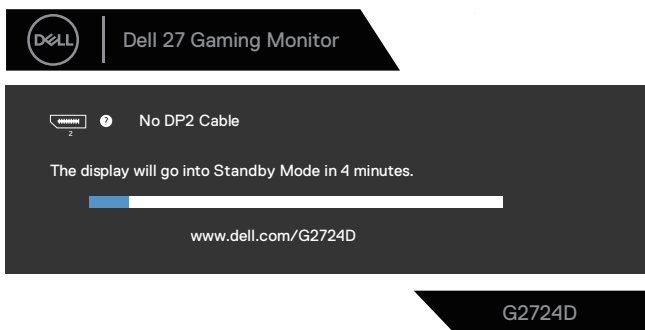 DELL
Dell 27 Gaming Monitor
2
?
No DP2 Cable
The display will go into Standby Mode in 4 minutes.
www.dell.com/G2724D
G2724D